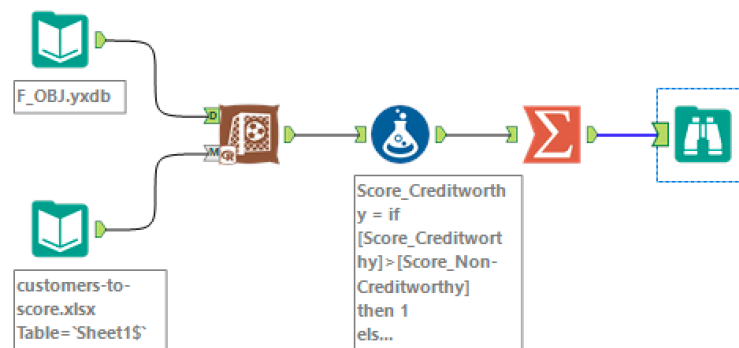 F_OBJ.yxdb
D
M
R
customers-to-
score.xlsx
Table=`Sheet1$`
Score_Creditworth
y = if
[Score_Creditwort
hy]>[Score_Non-
Creditworthy]
then 1
els...
Σ